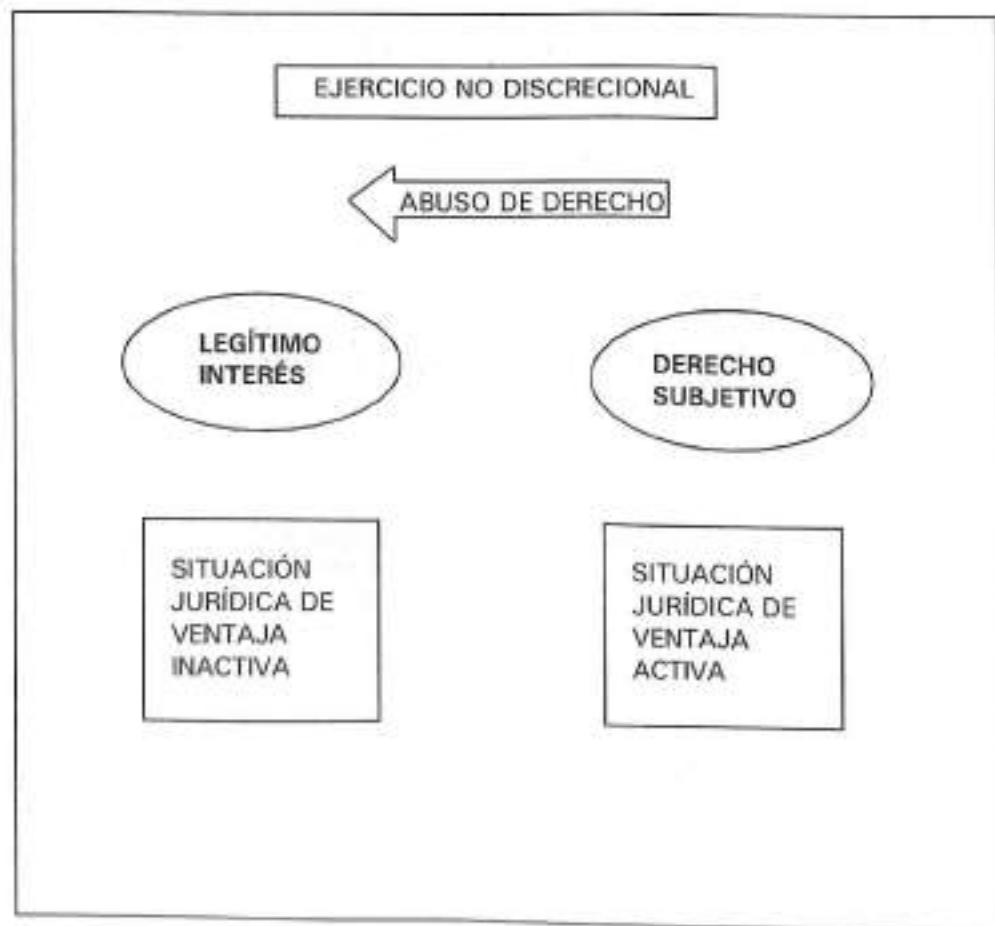 EJERCICIO NO DISCRECIONAL
ABUSO DE DERECHO
LEGÍTIMO
INTERÉS
DERECHO
SUBJETIVO
SITUACIÓN
JURÍDICA DE
VENTAJA
INACTIVA
SITUACIÓN
JURÍDICA DE
VENTAJA
ACTIVA